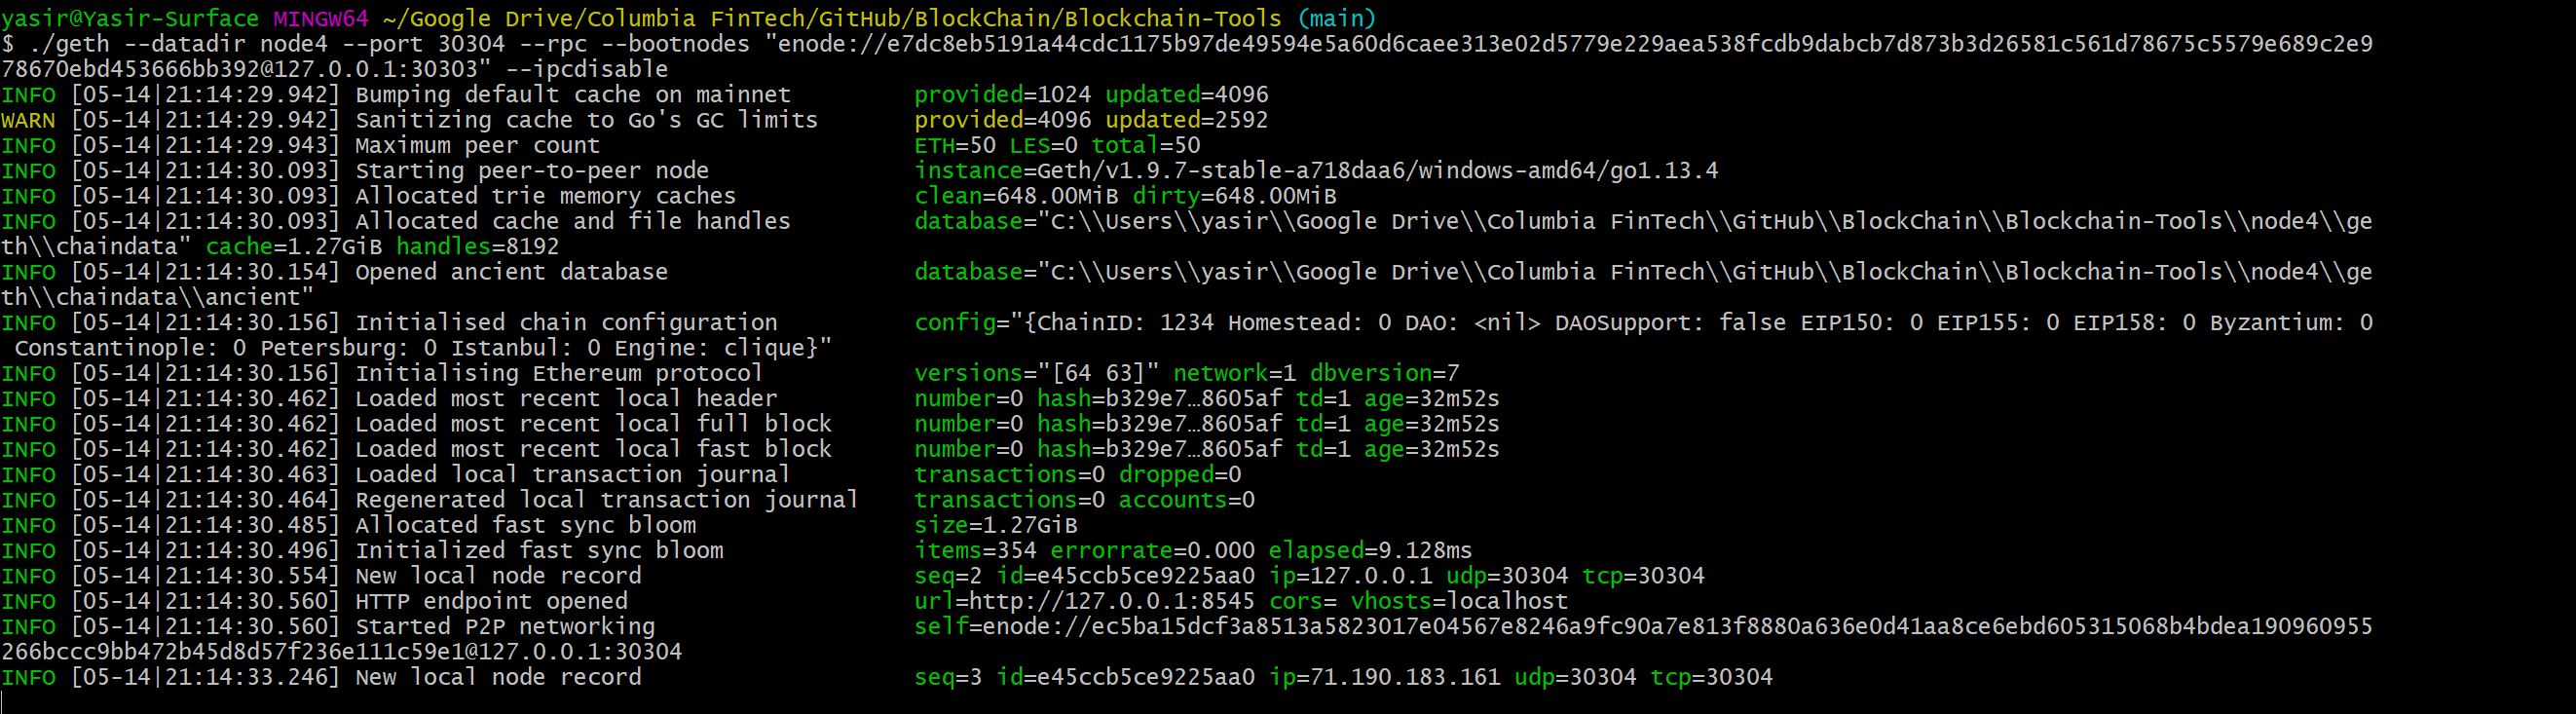 yasir@Yasir-Surface MINGW64 ~/Google Drive/Columbia FinTech/GitHub/BlockChain/Blockchain-Tools (main)
$ ./geth --datadir node4 --port 30304 --rpc --bootnodes "enode://e7dc8eb5191a44cdc1175b97de49594e5a60d6caee313e02d5779e229aea538fcdb9dabcb7d873b3d26581c561d78675c5579e689c2e9
78670ebd453666bb392@127.0.0.1:30303" --ipcdisable
INFO [05-14|21:14:29.942] Bumping default cache on mainnet         provided=1024 updated=4096
WARN [05-14|21:14:29.942] Sanitizing cache to Go's GC limits       provided=4096 updated=2592
INFO [05-14|21:14:29.943] Maximum peer count                       ETH=50 LES=0 total=50
INFO [05-14|21:14:30.093] Starting peer-to-peer node               instance=Geth/v1.9.7-stable-a718daa6/windows-amd64/go1.13.4
INFO [05-14|21:14:30.093] Allocated trie memory caches             clean=648.00MiB dirty=648.00MiB
INFO [05-14|21:14:30.093] Allocated cache and file handles         database="C:\\Users\\yasir\\Google Drive\\Columbia FinTech\\GitHub\\BlockChain\\Blockchain-Tools\\node4\\ge
th\\chaindata" cache=1.27GiB handles=8192
INFO [05-14|21:14:30.154] Opened ancient database                  database="C:\\Users\\yasir\\Google Drive\\Columbia FinTech\\GitHub\\BlockChain\\Blockchain-Tools\\node4\\ge
th\\chaindata\\ancient"
INFO [05-14|21:14:30.156] Initialised chain configuration          config="{ChainID: 1234 Homestead: 0 DAO: <nil> DAOSupport: false EIP150: 0 EIP155: 0 EIP158: 0 Byzantium: 0
 Constantinople: 0 Petersburg: 0 Istanbul: 0 Engine: clique}"
INFO [05-14|21:14:30.156] Initialising Ethereum protocol           versions="[64 63]" network=1 dbversion=7
INFO [05-14|21:14:30.462] Loaded most recent local header          number=0 hash=b329e7…8605af td=1 age=32m52s
INFO [05-14|21:14:30.462] Loaded most recent local full block      number=0 hash=b329e7…8605af td=1 age=32m52s
INFO [05-14|21:14:30.462] Loaded most recent local fast block      number=0 hash=b329e7…8605af td=1 age=32m52s
INFO [05-14|21:14:30.463] Loaded local transaction journal         transactions=0 dropped=0
INFO [05-14|21:14:30.464] Regenerated local transaction journal    transactions=0 accounts=0
INFO [05-14|21:14:30.485] Allocated fast sync bloom                size=1.27GiB
INFO [05-14|21:14:30.496] Initialized fast sync bloom              items=354 errorrate=0.000 elapsed=9.128ms
INFO [05-14|21:14:30.554] New local node record                    seq=2 id=e45ccb5ce9225aa0 ip=127.0.0.1 udp=30304 tcp=30304
INFO [05-14|21:14:30.560] HTTP endpoint opened                     url=http://127.0.0.1:8545 cors= vhosts=localhost
INFO [05-14|21:14:30.560] Started P2P networking                   self=enode://ec5ba15dcf3a8513a5823017e04567e8246a9fc90a7e813f8880a636e0d41aa8ce6ebd605315068b4bdea190960955
266bccc9bb472b45d8d57f236e111c59e1@127.0.0.1:30304
INFO [05-14|21:14:33.246] New local node record                    seq=3 id=e45ccb5ce9225aa0 ip=71.190.183.161 udp=30304 tcp=30304